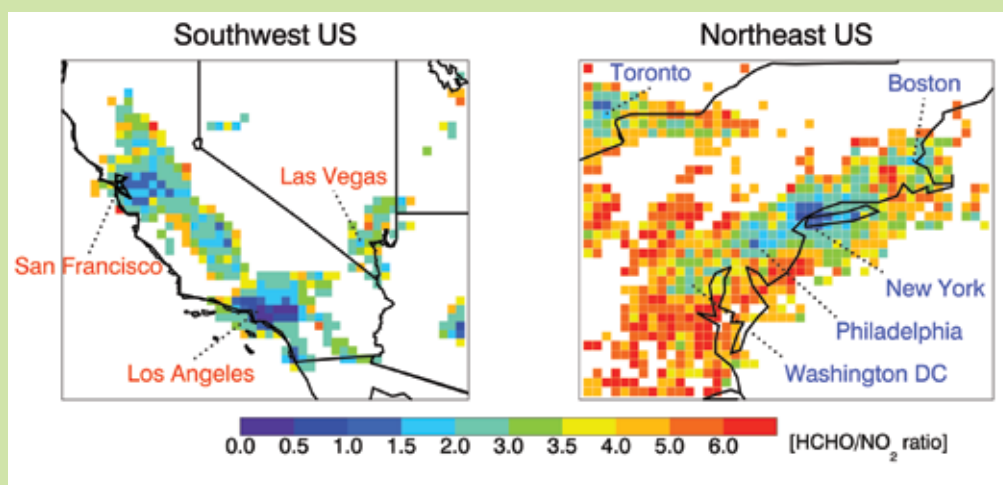 Southwest US
Northeast US
Toronto
Boston
Las Vegas
San Francisco
New York
Philadelphia
Los Angeles
Washington DC
0.0 0.5 1.0 1.5 2.0 3.0 3.5 4.0 5.0 6.0 [HCHO/NO₂ ratio]